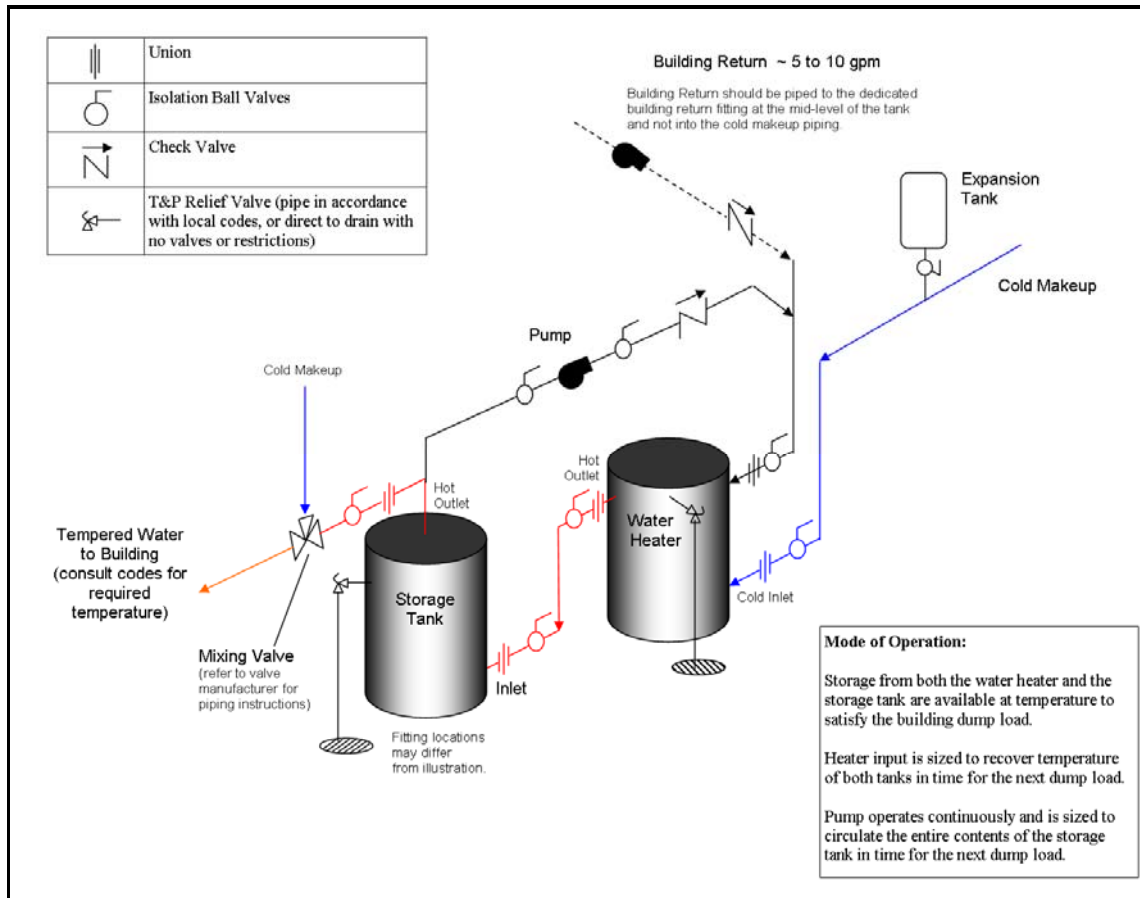 Union
Isolation Ball Valves
Check Valve
T&P Relief Valve (pipe in accordance
with local codes, or direct to drain with
no valves or restrictions)
Building Return ~ 5 to 10 gpm
Building Return should be piped to the dedicated
building return fitting at the mid-level of the tank
and not into the cold makeup piping.
Expansion
Tank
Cold Makeup
Pump
Cold Makeup
Hot
Outlet
Hot
Outlet
Water
Heater
Tempered Water
to Building
(consult codes for
required
temperature)
Storage
Tank
Cold Inlet
Mixing Valve
(refer to valve
manufacturer for
piping instructions)
Inlet
Fitting locations
may differ
from illustration.
Mode of Operation:
Storage from both the water heater and the
storage tank are available at temperature to
satisfy the building dump load.
Heater input is sized to recover temperature
of both tanks in time for the next dump load.
Pump operates continuously and is sized to
circulate the entire contents of the storage
tank in time for the next dump load.